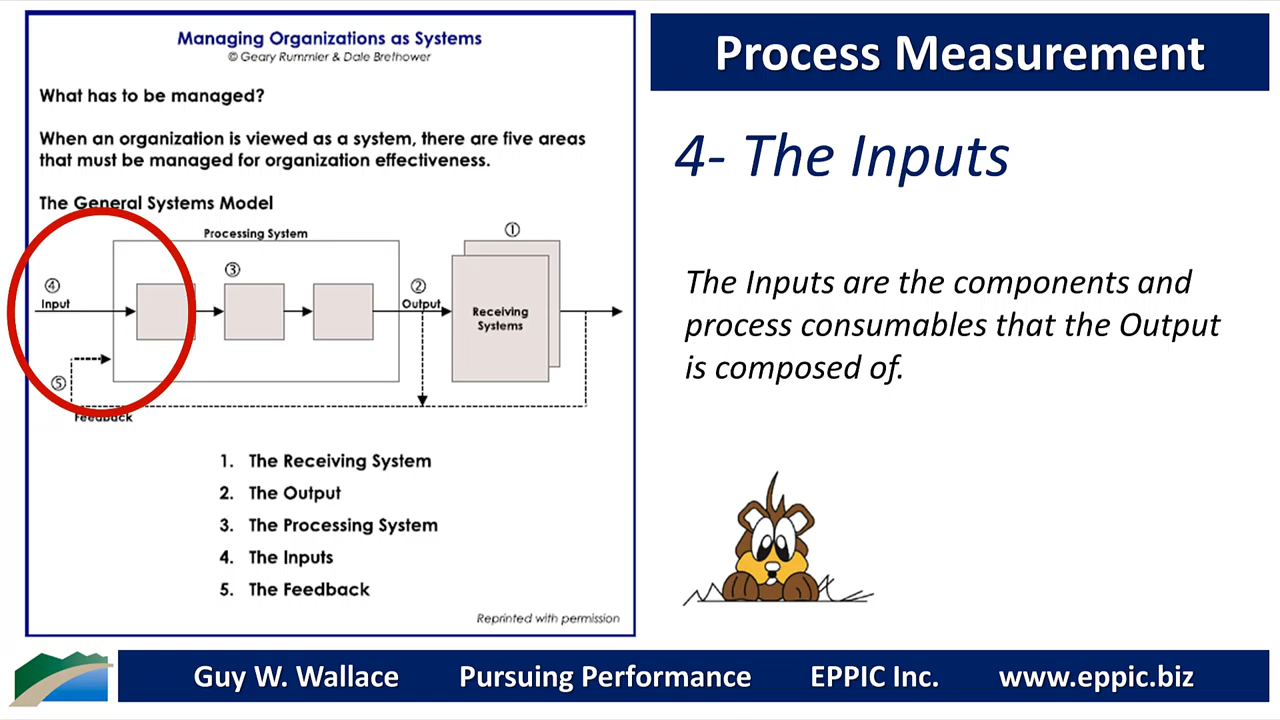 Managing Organizations as Systems
© Geary Rummler & Dale Brethower
What has to be managed?
When an organization is viewed as a system, there are five areas
that must be managed for organization effectiveness.
The General Systems Model
Processing System
①
③
④
②
Input
Output
Receiving
Systems
⑤
Feedback
1. The Receiving System
2. The Output
3. The Processing System
4. The Inputs
5. The Feedback
Reprinted with permission
Process Measurement
4- The Inputs
The Inputs are the components and
process consumables that the Output
is composed of.
Guy W. Wallace Pursuing Performance EPPIC Inc. www.eppic.biz